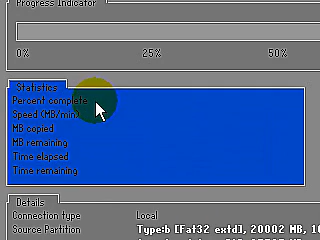 Progress Indicator
0% 25% 50%
Statistics
Percent complete
Speed (MB/min)
MB copied
MB remaining
Time elapsed
Time remaining
Details
Connection type Local
Source Partition Type:b [Fat32 extd], 20002 MB,